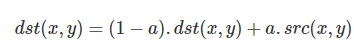 dst(x, y) = (1 − a). dst(x, y) + a. src(x, y)